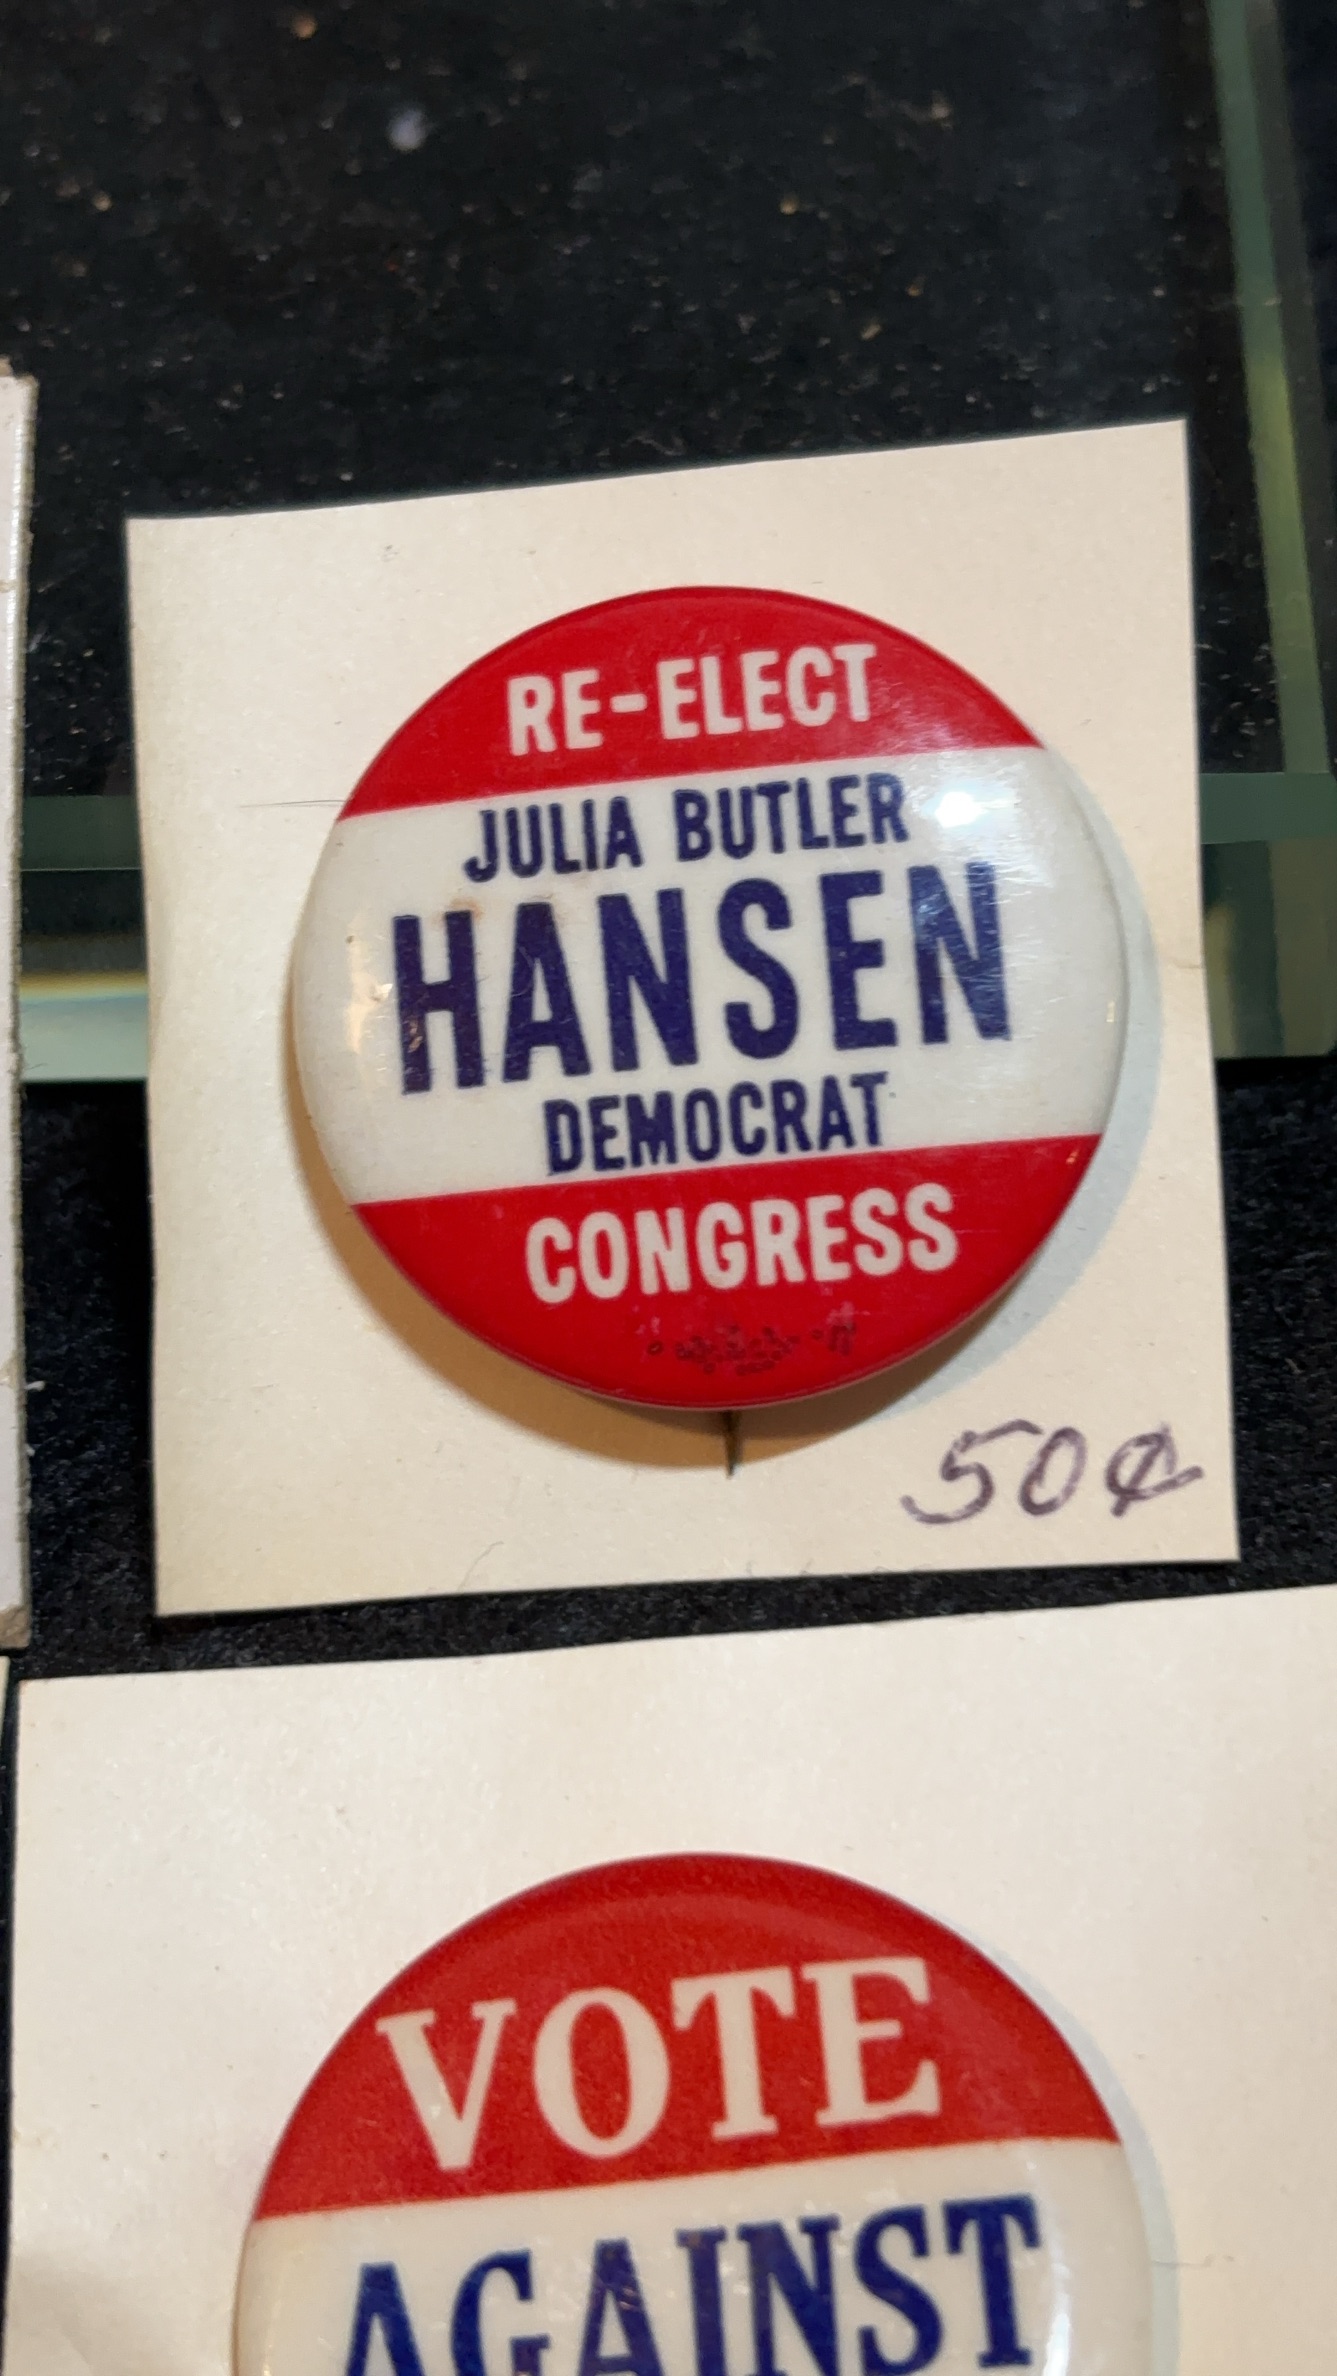 RE-ELECT
JULIA BUTLER
HANSEN
DEMOCRAT
CONGRESS
50¢
VOTE
AGAINST